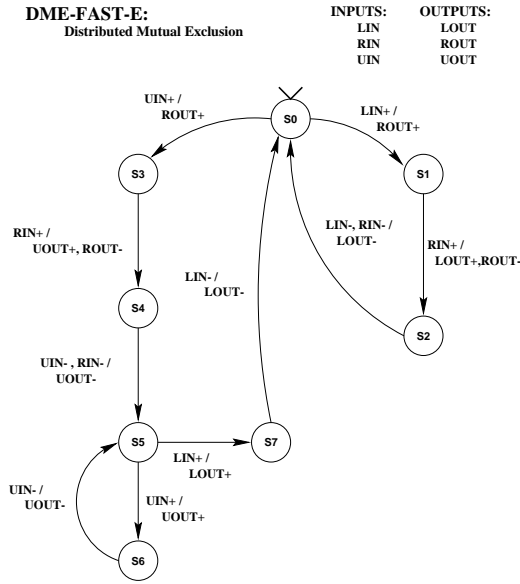 DME-FAST-E:
Distributed Mutual Exclusion
INPUTS: OUTPUTS:
LIN LOUT
RIN ROUT
UIN UOUT
UIN+ /
ROUT+
S0
LIN+ /
ROUT+
S3
S1
RIN+ /
UOUT+, ROUT-
LIN-, RIN- /
LOUT-
RIN+ /
LOUT+,ROUT-
LIN- /
LOUT-
S4
S2
UIN- , RIN- /
UOUT-
S5
S7
LIN+ /
LOUT+
UIN- /
UOUT-
UIN+ /
UOUT+
S6